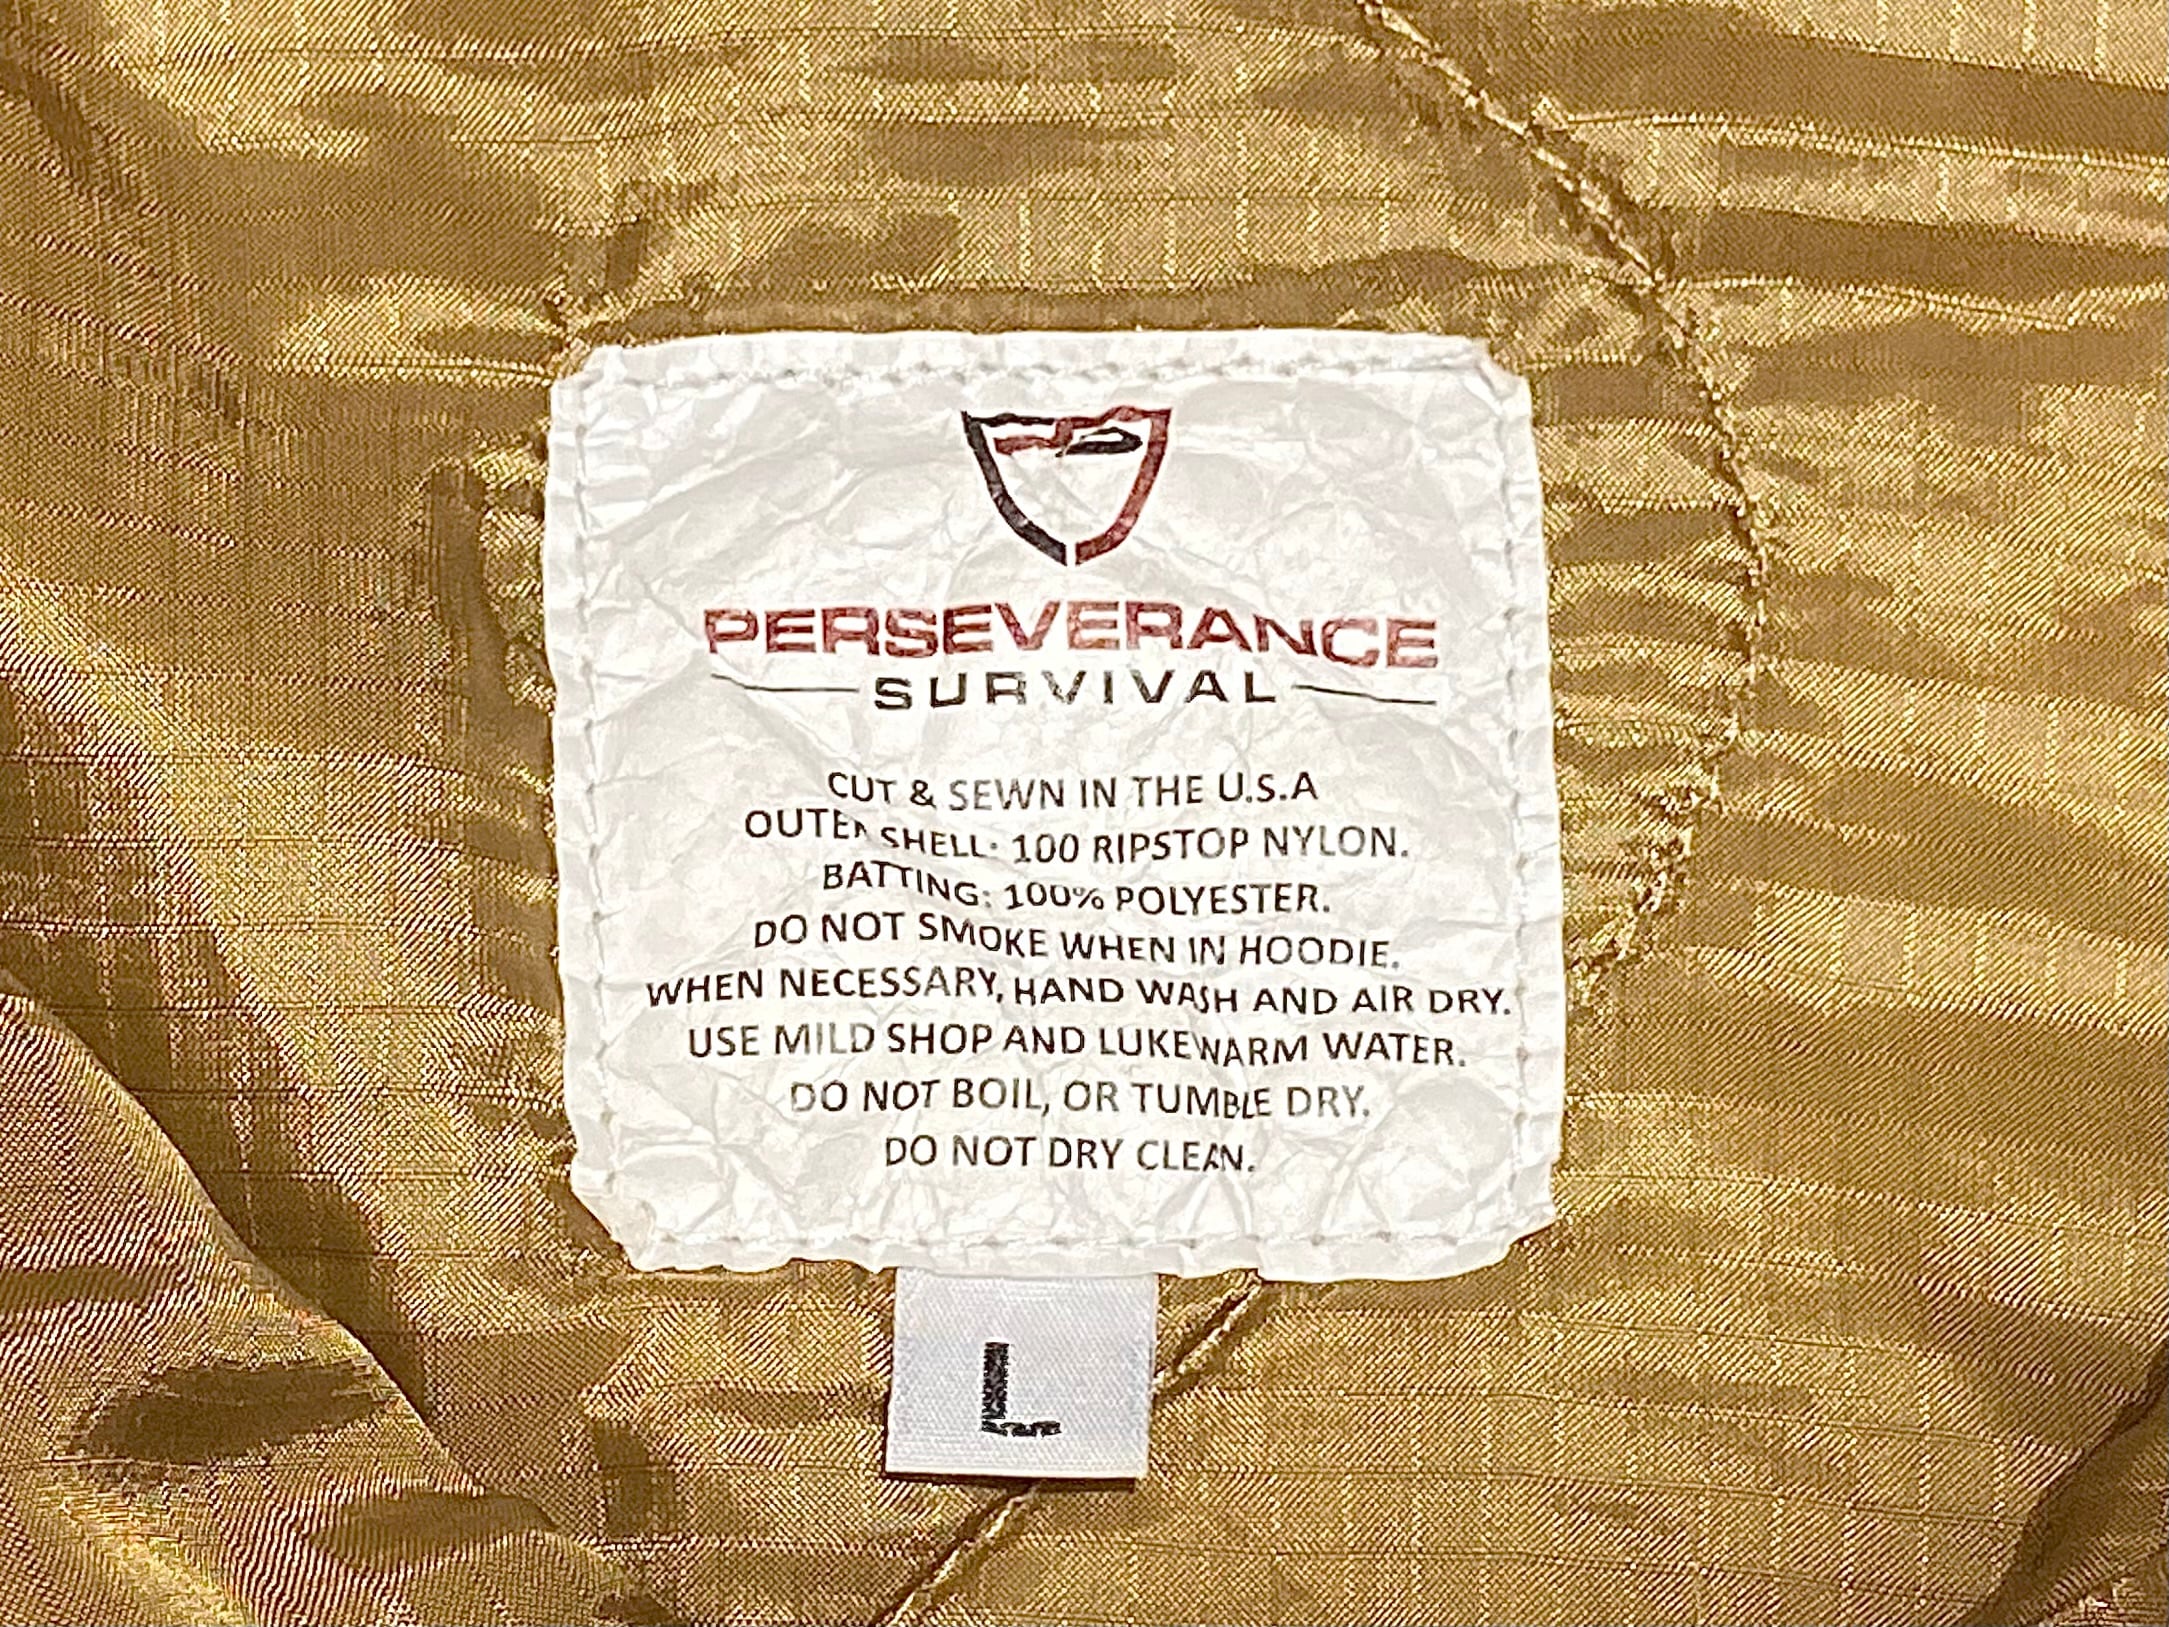 PERSEVERANCE
SURVIVAL
CUT & SEWN IN THE U.S.A
OUTER SHELL: 100 RIPSTOP NYLON.
BATTING: 100% POLYESTER.
DO NOT SMOKE WHEN IN HOODIE.
WHEN NECESSARY, HAND WASH AND AIR DRY.
USE MILD SHOP AND LUKEWARM WATER.
DO NOT BOIL, OR TUMBLE DRY.
DO NOT DRY CLEAN.
L